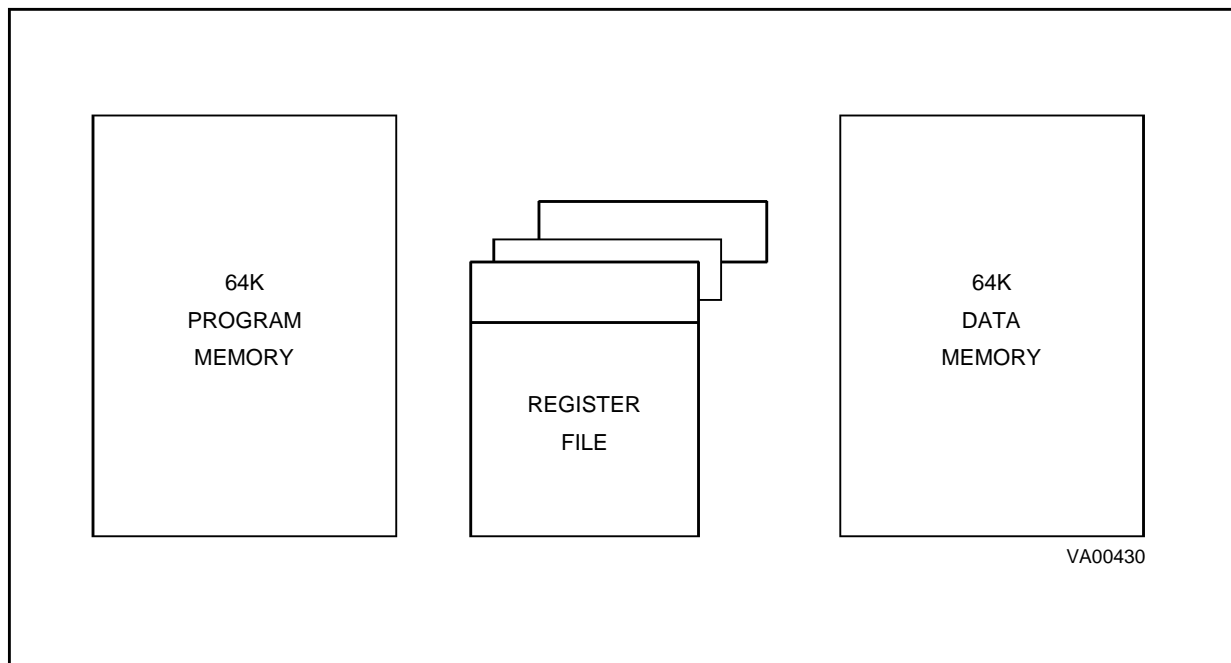 64K
PROGRAM
MEMORY
REGISTER
FILE
64K
DATA
MEMORY
VA00430